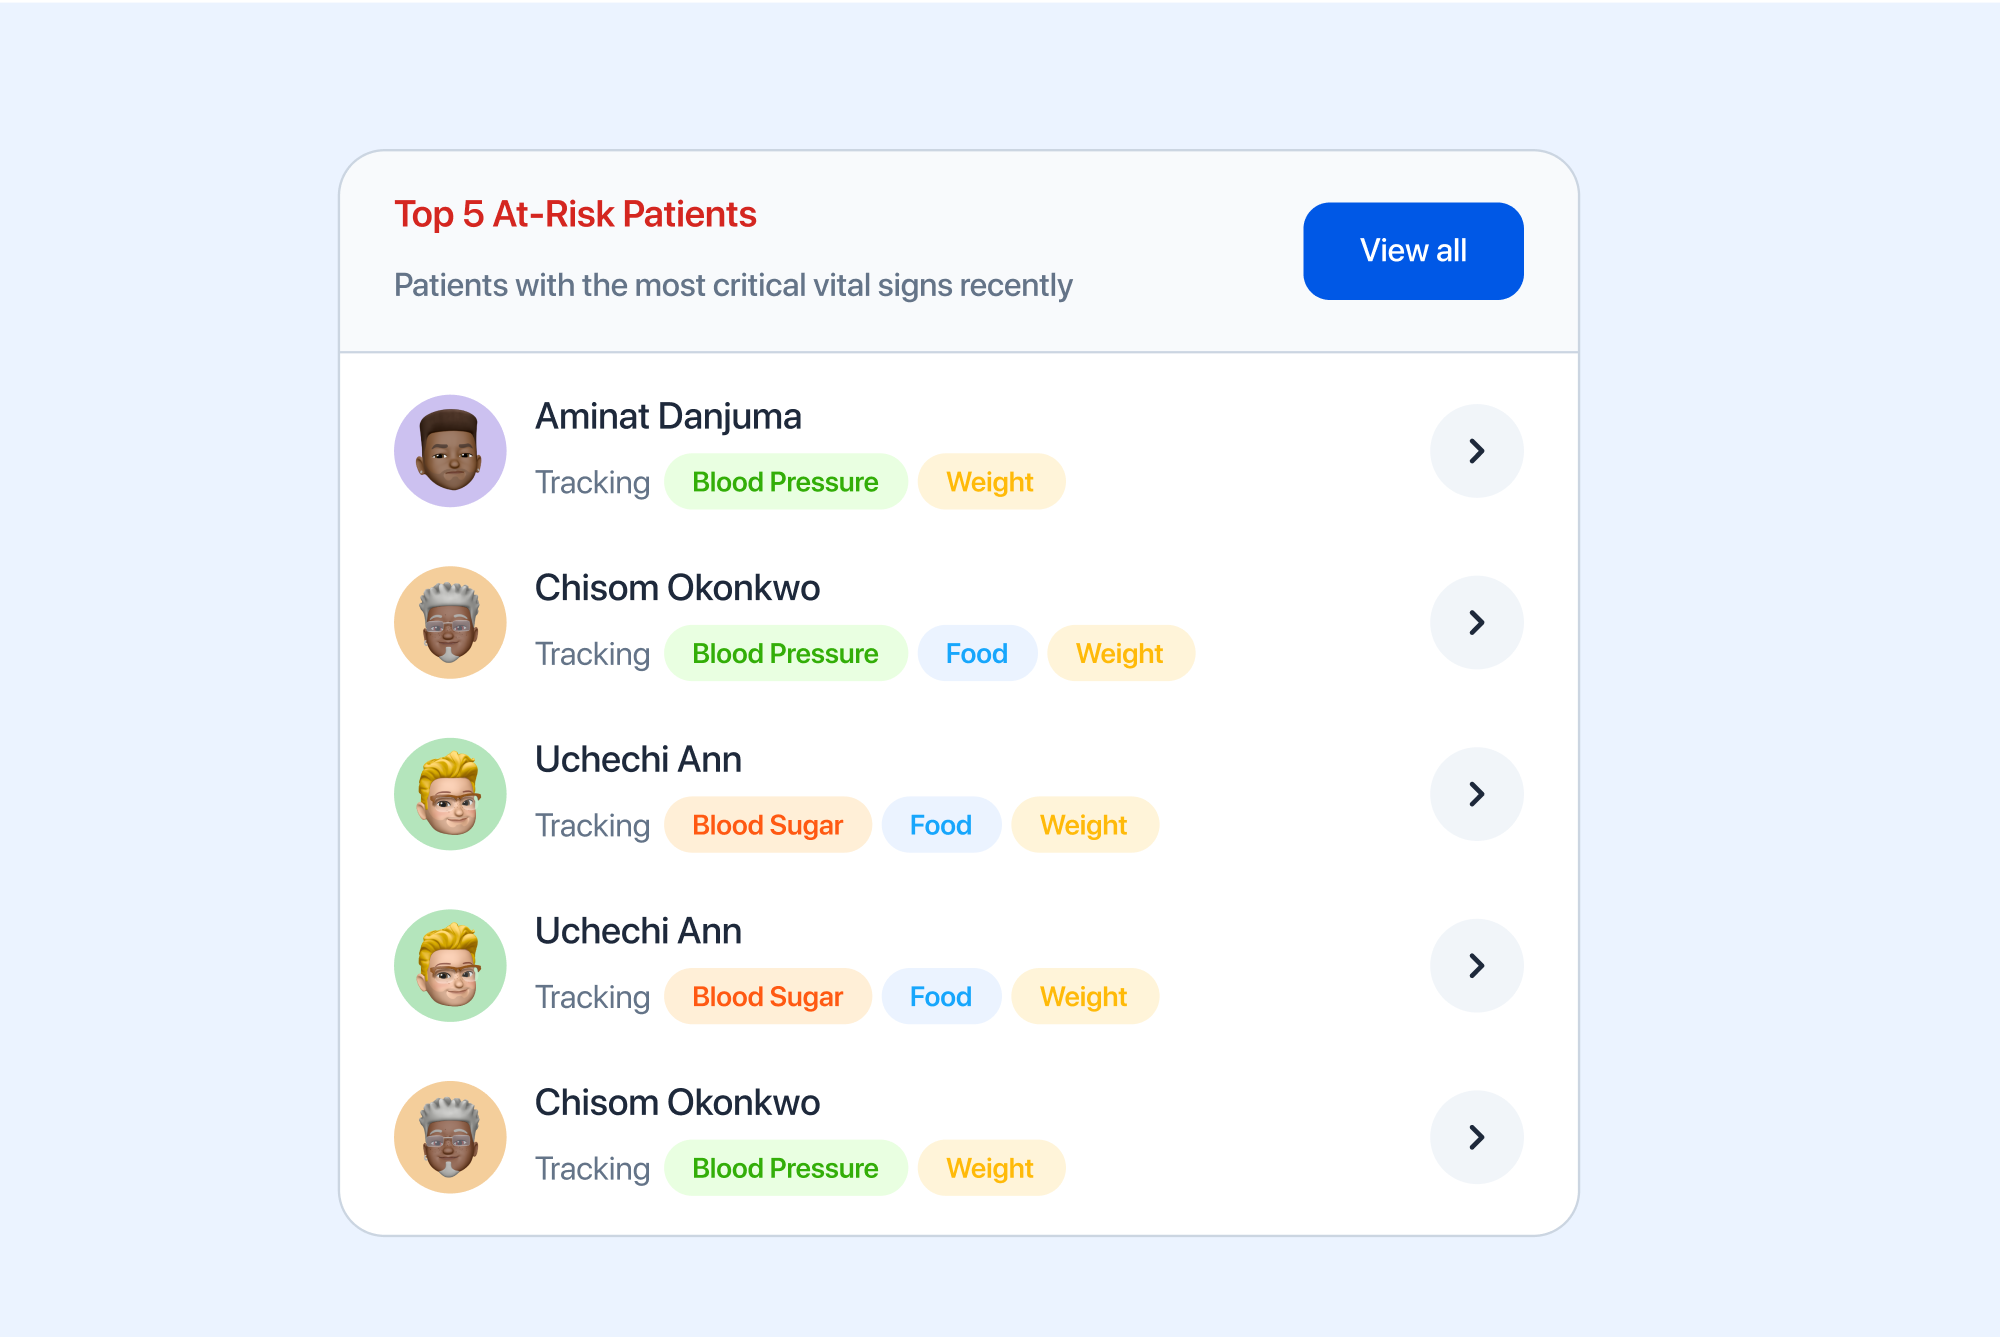 Top 5 At-Risk Patients
View all
Patients with the most critical vital signs recently
Aminat Danjuma
Tracking Blood Pressure Weight
Chisom Okonkwo
Tracking Blood Pressure Food Weight
Uchechi Ann
Tracking Blood Sugar Food Weight
Uchechi Ann
Tracking Blood Sugar Food Weight
Chisom Okonkwo
Tracking Blood Pressure Weight